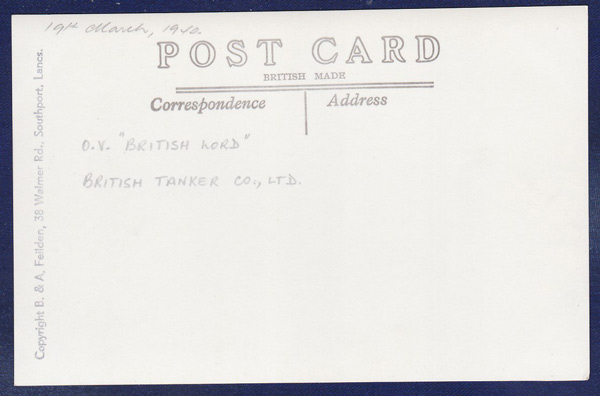 19th March, 1940.
POST CARD
BRITISH MADE
Correspondence
Address
O.V. "BRITISH LORD"
BRITISH TANKER CO., LTD.
Copyright B. & A. Feilden, 38 Walmer Rd., Southport, Lancs.